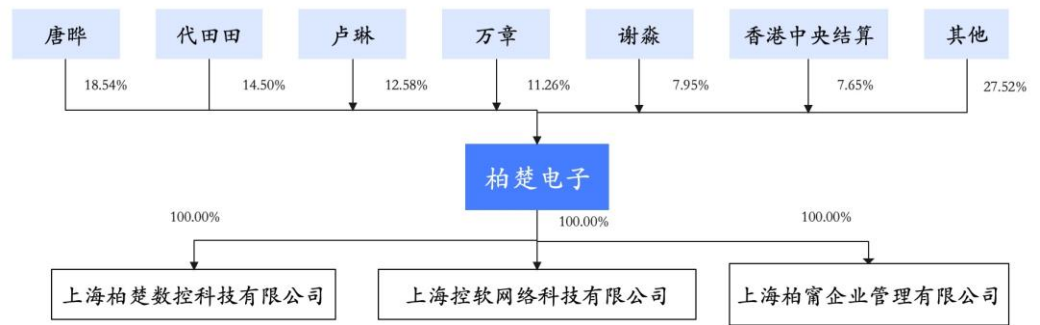 唐晔
代田田
卢琳
万章
谢淼
香港中央结算
其他
18.54%
14.50%
12.58%
11.26%
7.95%
7.65%
27.52%
柏楚电子
100.00%
100.00%
100.00%
上海柏楚数控科技有限公司
上海控软网络科技有限公司
上海柏甯企业管理有限公司